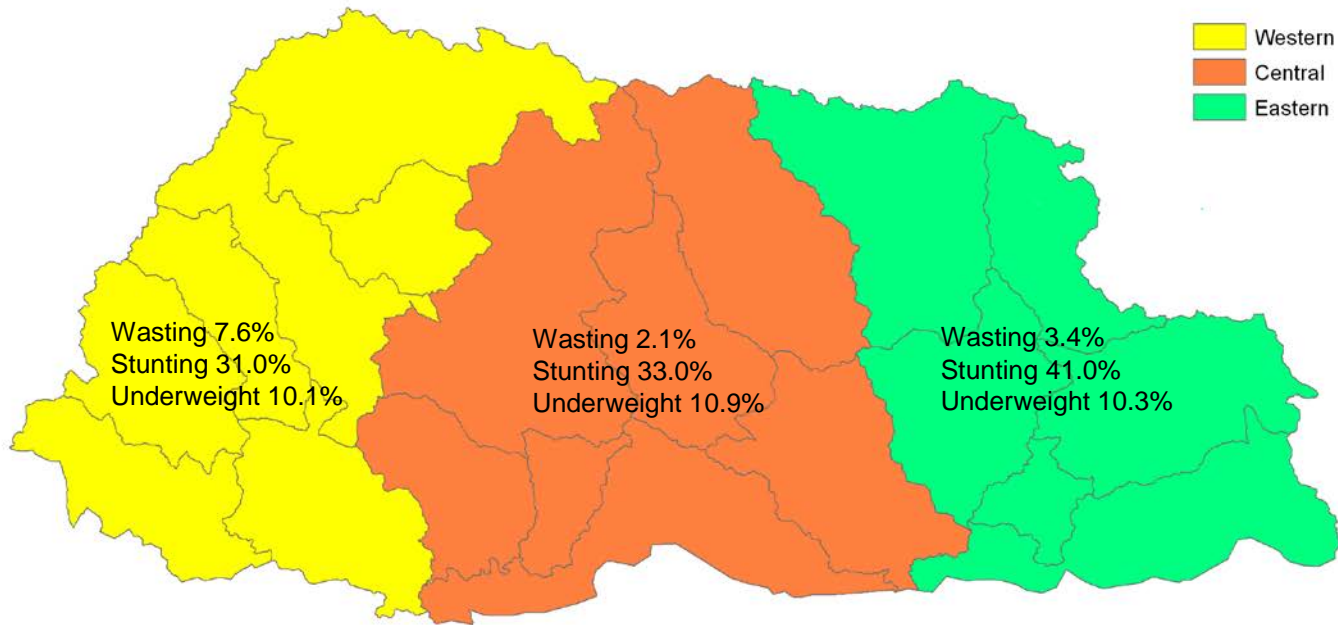 Western
Central
Eastern
Wasting 7.6%
Stunting 31.0%
Underweight 10.1%
Wasting 2.1%
Stunting 33.0%
Underweight 10.9%
Wasting 3.4%
Stunting 41.0%
Underweight 10.3%